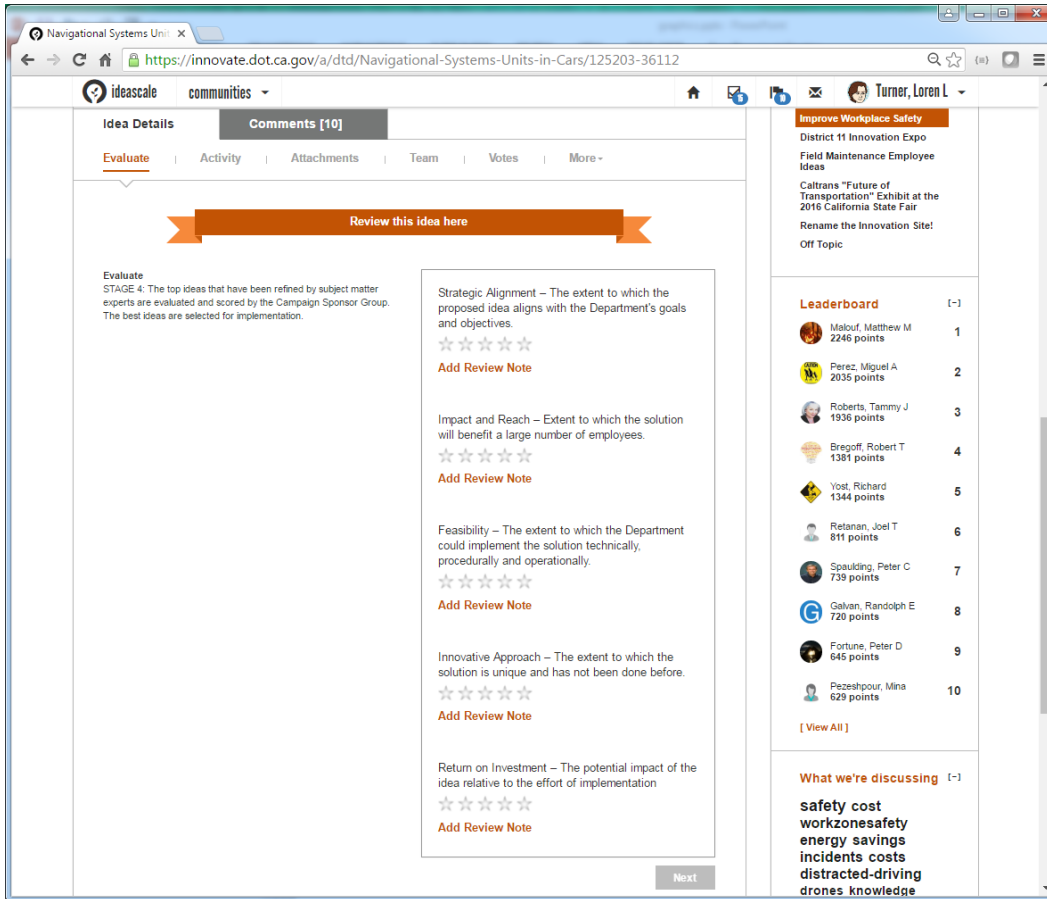 Navigational Systems Unit
https://innovate.dot.ca.gov/a/dtd/Navigational-Systems-Units-in-Cars/125203-36112
ideascale
communities
Turner, Loren L
Idea Details
Comments [10]
Evaluate
Activity
Attachments
Team
Votes
More
Review this idea here
Evaluate
STAGE 4: The top ideas that have been refined by subject matter
experts are evaluated and scored by the Campaign Sponsor Group.
The best ideas are selected for implementation.
Strategic Alignment – The extent to which the
proposed idea aligns with the Department's goals
and objectives.
Add Review Note
Impact and Reach – Extent to which the solution
will benefit a large number of employees.
Add Review Note
Feasibility – The extent to which the Department
could implement the solution technically,
procedurally and operationally.
Add Review Note
Innovative Approach – The extent to which the
solution is unique and has not been done before.
Add Review Note
Return on Investment – The potential impact of the
idea relative to the effort of implementation
Add Review Note
Next
Improve Workplace Safety
District 11 Innovation Expo
Field Maintenance Employee
Ideas
Caltrans "Future of
Transportation" Exhibit at the
2016 California State Fair
Rename the Innovation Site!
Off Topic
Leaderboard [-]
Malouf, Matthew M
2246 points
1
Perez, Miguel A
2035 points
2
Roberts, Tammy J
1936 points
3
Bregoff, Robert T
1381 points
4
Yost, Richard
1344 points
5
Retanan, Joel T
811 points
6
Spaulding, Peter C
739 points
7
G
Galvan, Randolph E
720 points
8
Fortune, Peter D
645 points
9
Pezeshpour, Mina
629 points
10
[ View All ]
What we're discussing [-]
safety cost
workzonesafety
energy savings
incidents costs
distracted-driving
drones knowledge